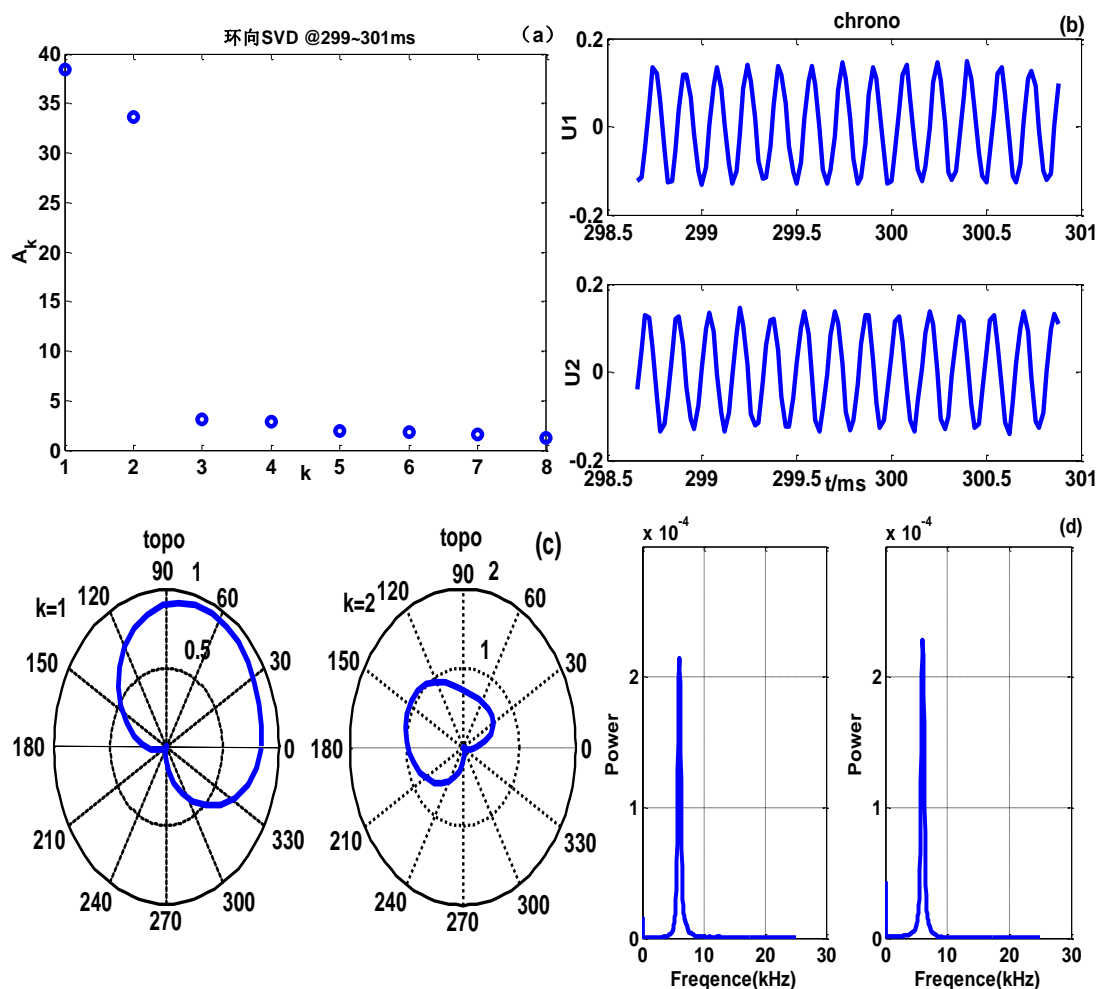 环向SVD @299~301ms
(a)
40
35
30
25
20
15
10
5
0
A_k
1 2 3 4 5 6 7 8
k
chrono
(b)
0.2
0
-0.2
U1
298.5 299 299.5 300 300.5 301
0.2
0
-0.2
U2
298.5 299 299.5 300 300.5 301
t/ms
topo
(c)
k=1
90 1
120 60
0.5
150 30
180 0
210 330
240 300
270
topo
k=2
90 2
120 60
1
150 30
180 0
210 330
240 300
270
(d)
x 10^-4
2
1
0
Power
0 10 20 30
Freqence(kHz)
x 10^-4
2
1
0
Power
0 10 20 30
Freqence(kHz)